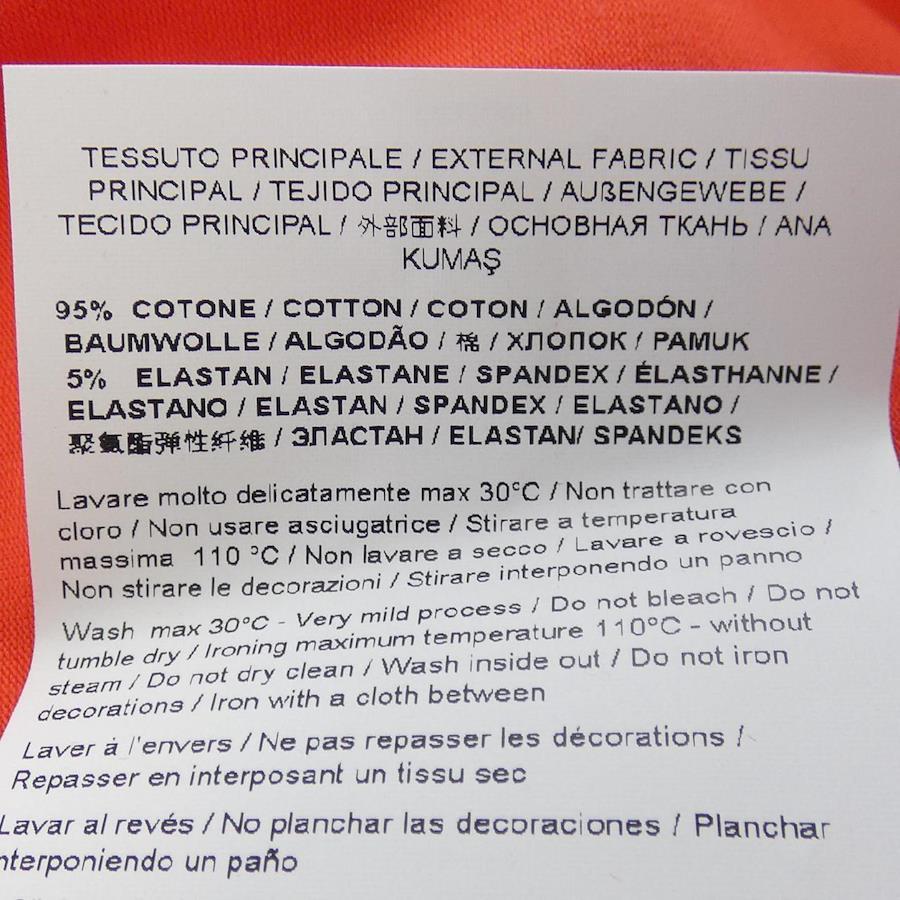 TESSUTO PRINCIPALE / EXTERNAL FABRIC / TISSU
PRINCIPAL / TEJIDO PRINCIPAL / AUßENGEWEBE /
TECIDO PRINCIPAL / 外部面料 / ОСНОВНАЯ ТКАНЬ / ANA
KUMAŞ
95% COTONE / COTTON / COTON / ALGODÓN /
BAUMWOLLE / ALGODÃO / 棉 / ХЛОПОК / PAMUK
5% ELASTAN / ELASTANE / SPANDEX / ÉLASTHANNE /
ELASTANO / ELASTAN / SPANDEX / ELASTANO /
聚氨酯弹性纤维 / ЭЛАСТАН / ELASTAN/ SPANDEKS
Lavare molto delicatamente max 30°C / Non trattare con
cloro / Non usare asciugatrice / Stirare a temperatura
massima 110 °C / Non lavare a secco / Lavare a rovescio /
Non stirare le decorazioni / Stirare interponendo un panno
Wash max 30°C - Very mild process / Do not bleach / Do not
tumble dry / Ironing maximum temperature 110°C - without
steam / Do not dry clean / Wash inside out / Do not iron
decorations / Iron with a cloth between
Laver à l'envers / Ne pas repasser les décorations /
Repasser en interposant un tissu sec
Lavar al revés / No planchar las decoraciones / Planchar
nterponiendo un paño